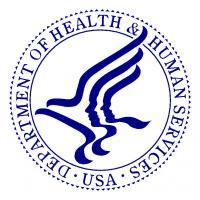 DEPARTMENT OF HEALTH & HUMAN SERVICES · USA ·